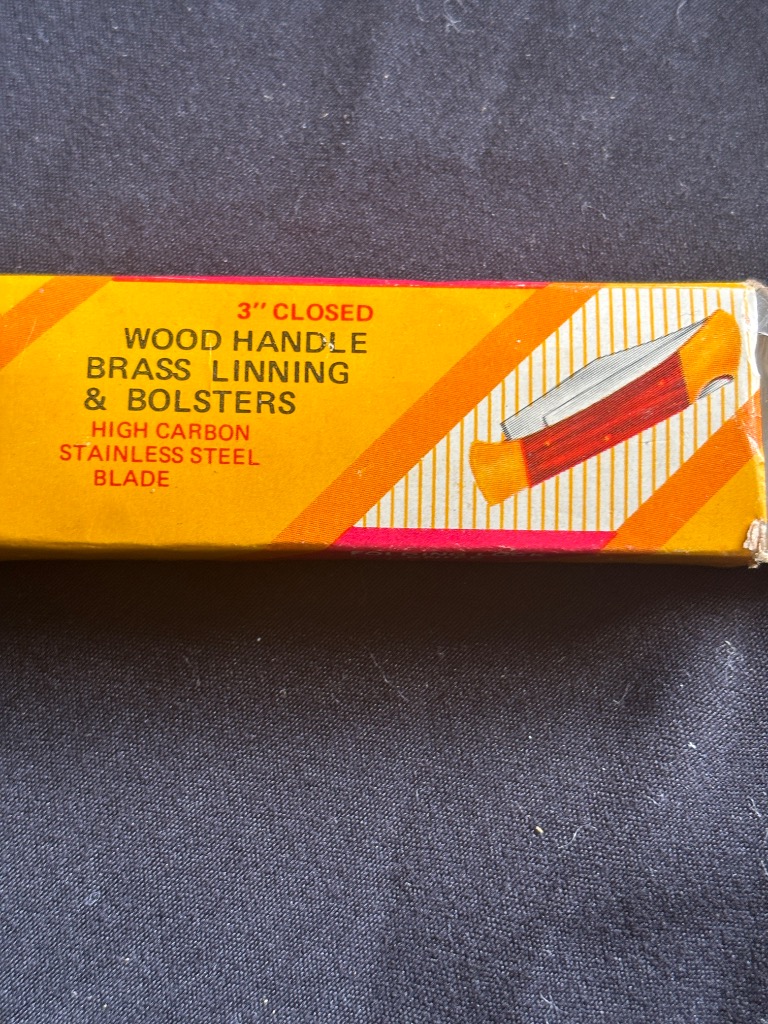 3" CLOSED
WOOD HANDLE
BRASS LINNING
& BOLSTERS
HIGH CARBON
STAINLESS STEEL
BLADE